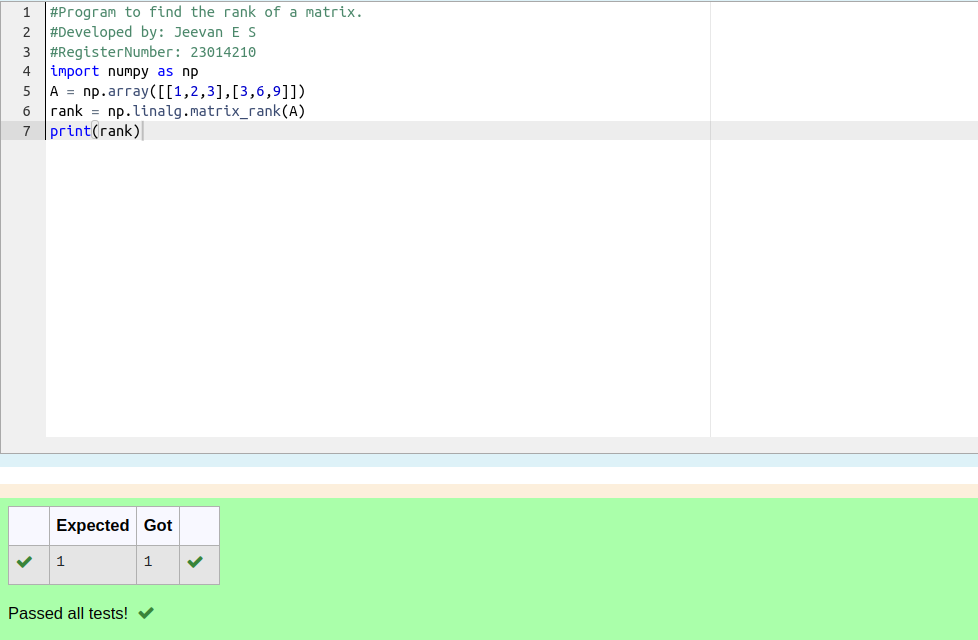 1 #Program to find the rank of a matrix.
2 #Developed by: Jeevan E S
3 #RegisterNumber: 23014210
4 import numpy as np
5 A = np.array([[1,2,3],[3,6,9]])
6 rank = np.linalg.matrix_rank(A)
7 print(rank)
Expected Got
1 1
Passed all tests!